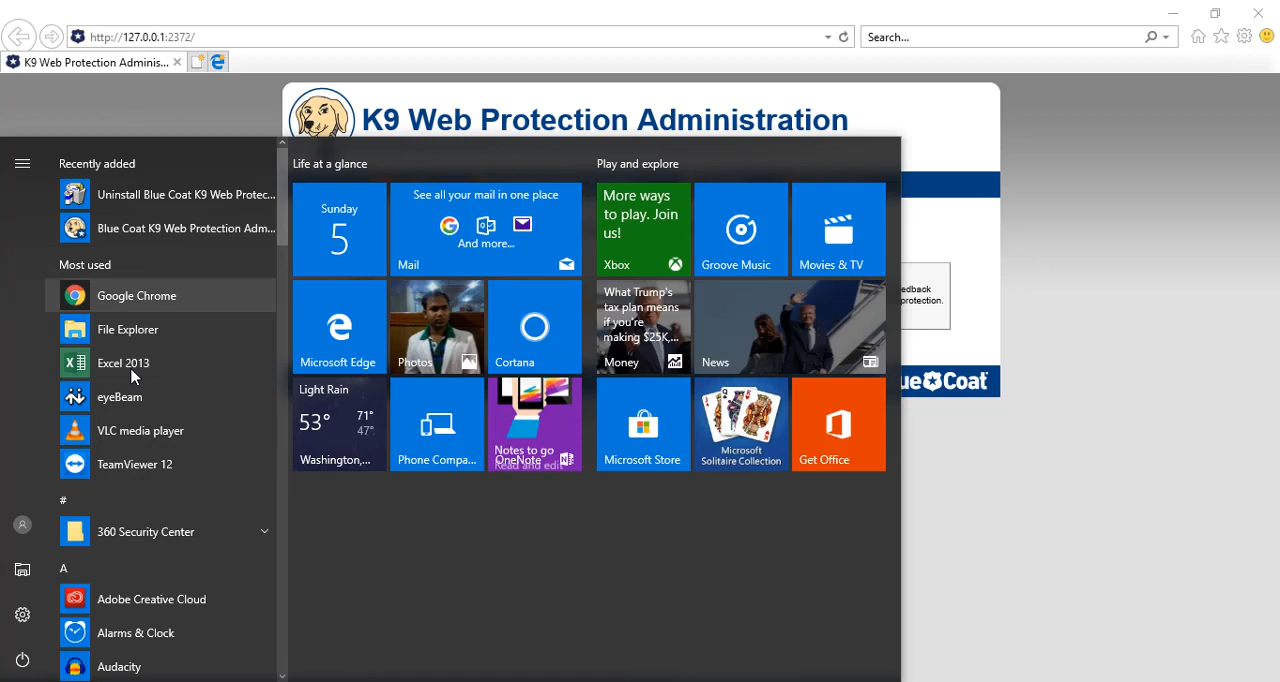 http://127.0.0.1:2372/
Search...
K9 Web Protection Adminis...
K9 Web Protection Administration
Recently added
Uninstall Blue Coat K9 Web Protec...
Blue Coat K9 Web Protection Adm...
Most used
Google Chrome
File Explorer
Excel 2013
eyeBeam
VLC media player
TeamViewer 12
#
360 Security Center
A
Adobe Creative Cloud
Alarms & Clock
Audacity
Life at a glance
Sunday
5
See all your mail in one place
And more...
Mail
Microsoft Edge
Photos
Cortana
Light Rain
53°
71°
47°
Washington,...
Phone Compa...
Notes to go
OneNote
Read and edit
Play and explore
More ways
to play. Join
us!
Xbox
Groove Music
Movies & TV
What Trump's
tax plan means
if you're
making $25K,...
Money
News
Microsoft Store
Microsoft
Solitaire Collection
Get Office
edback
protection.
ue Coat